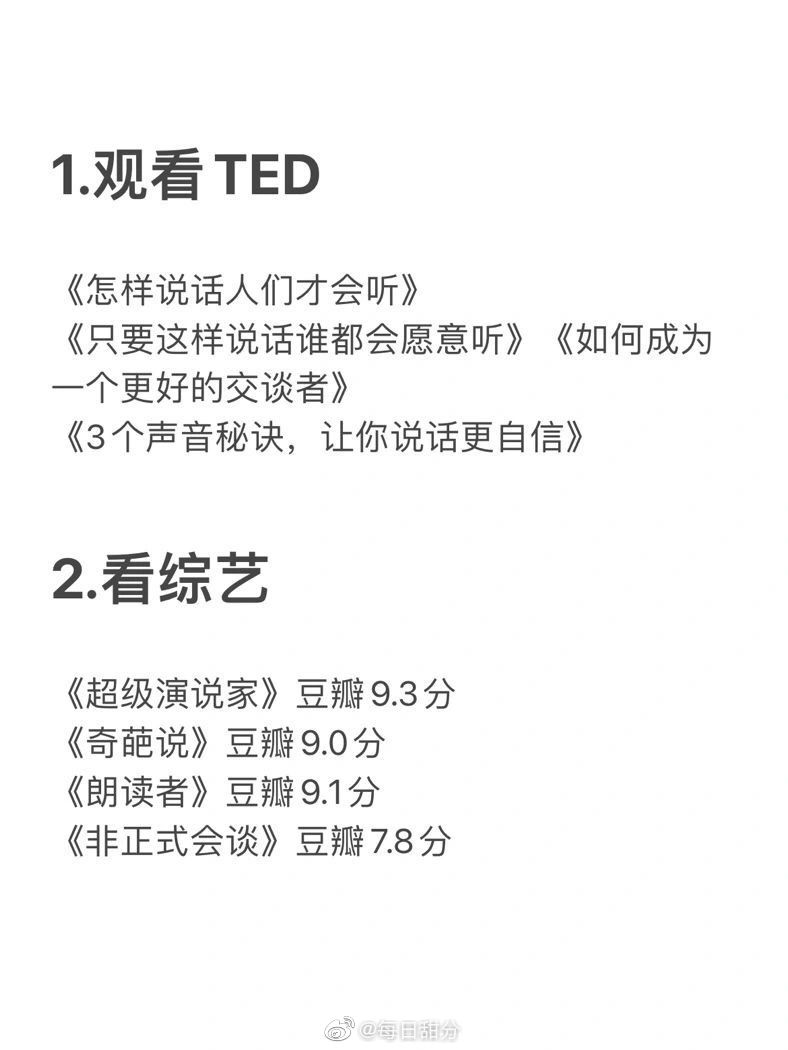 1.观看TED
《怎样说话人们才会听》
《只要这样说话谁都会愿意听》《如何成为
一个更好的交谈者》
《3个声音秘诀，让你说话更自信》
2.看综艺
《超级演说家》豆瓣9.3分
《奇葩说》豆瓣9.0分
《朗读者》豆瓣9.1分
《非正式会谈》豆瓣7.8分
@每日甜分